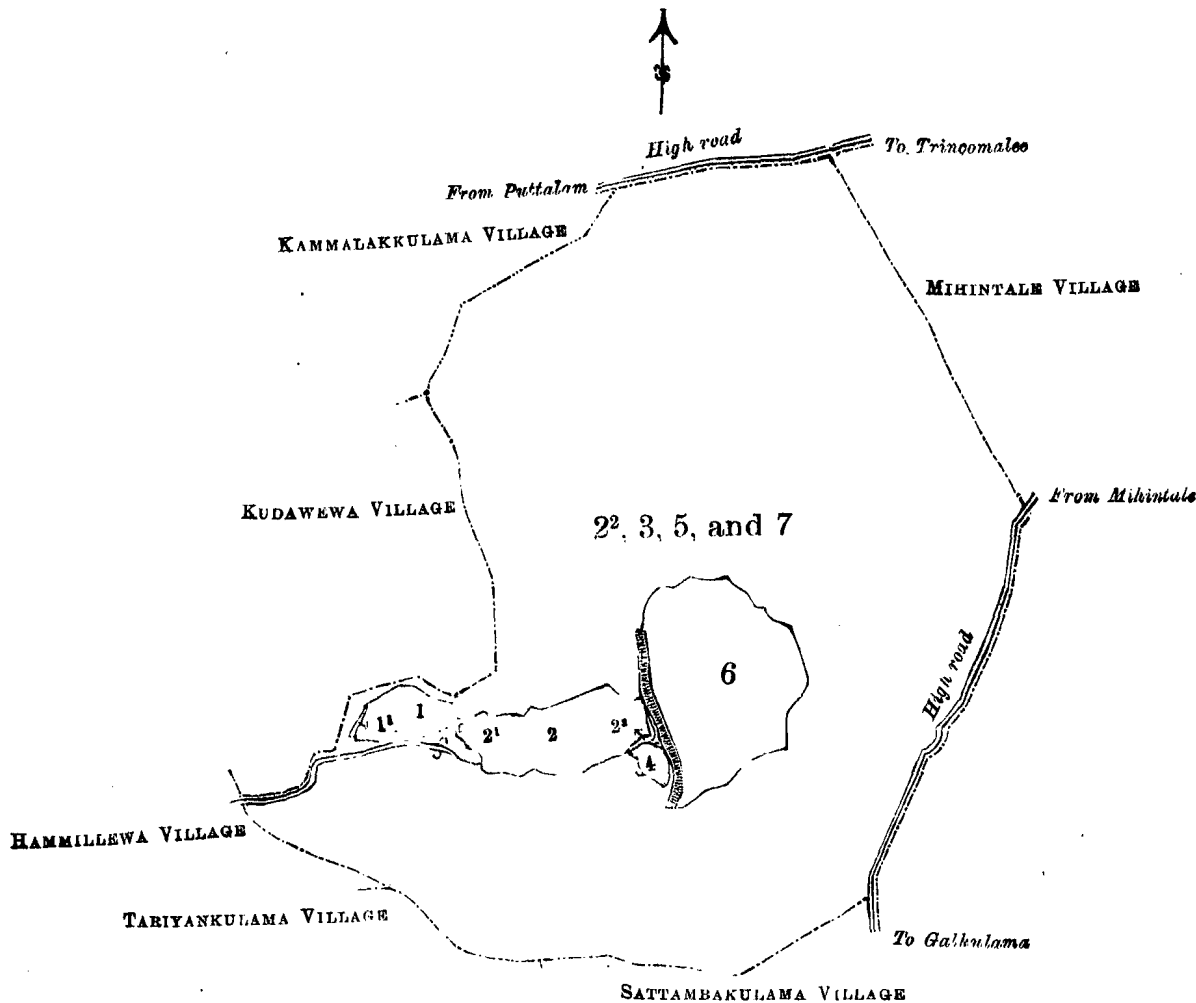 High road
To Trincomalee
From Puttalam
KAMMALAKKULAMA VILLAGE
MIHINTALE VILLAGE
From Mihintale
KUDAWEWA VILLAGE
2², 3, 5, and 7
High road
6
1¹ 1
2¹ 2 2³
4
HAMMILLEWA VILLAGE
TARIYANKULAMA VILLAGE
To Galkulama
SATTAMBAKULAMA VILLAGE